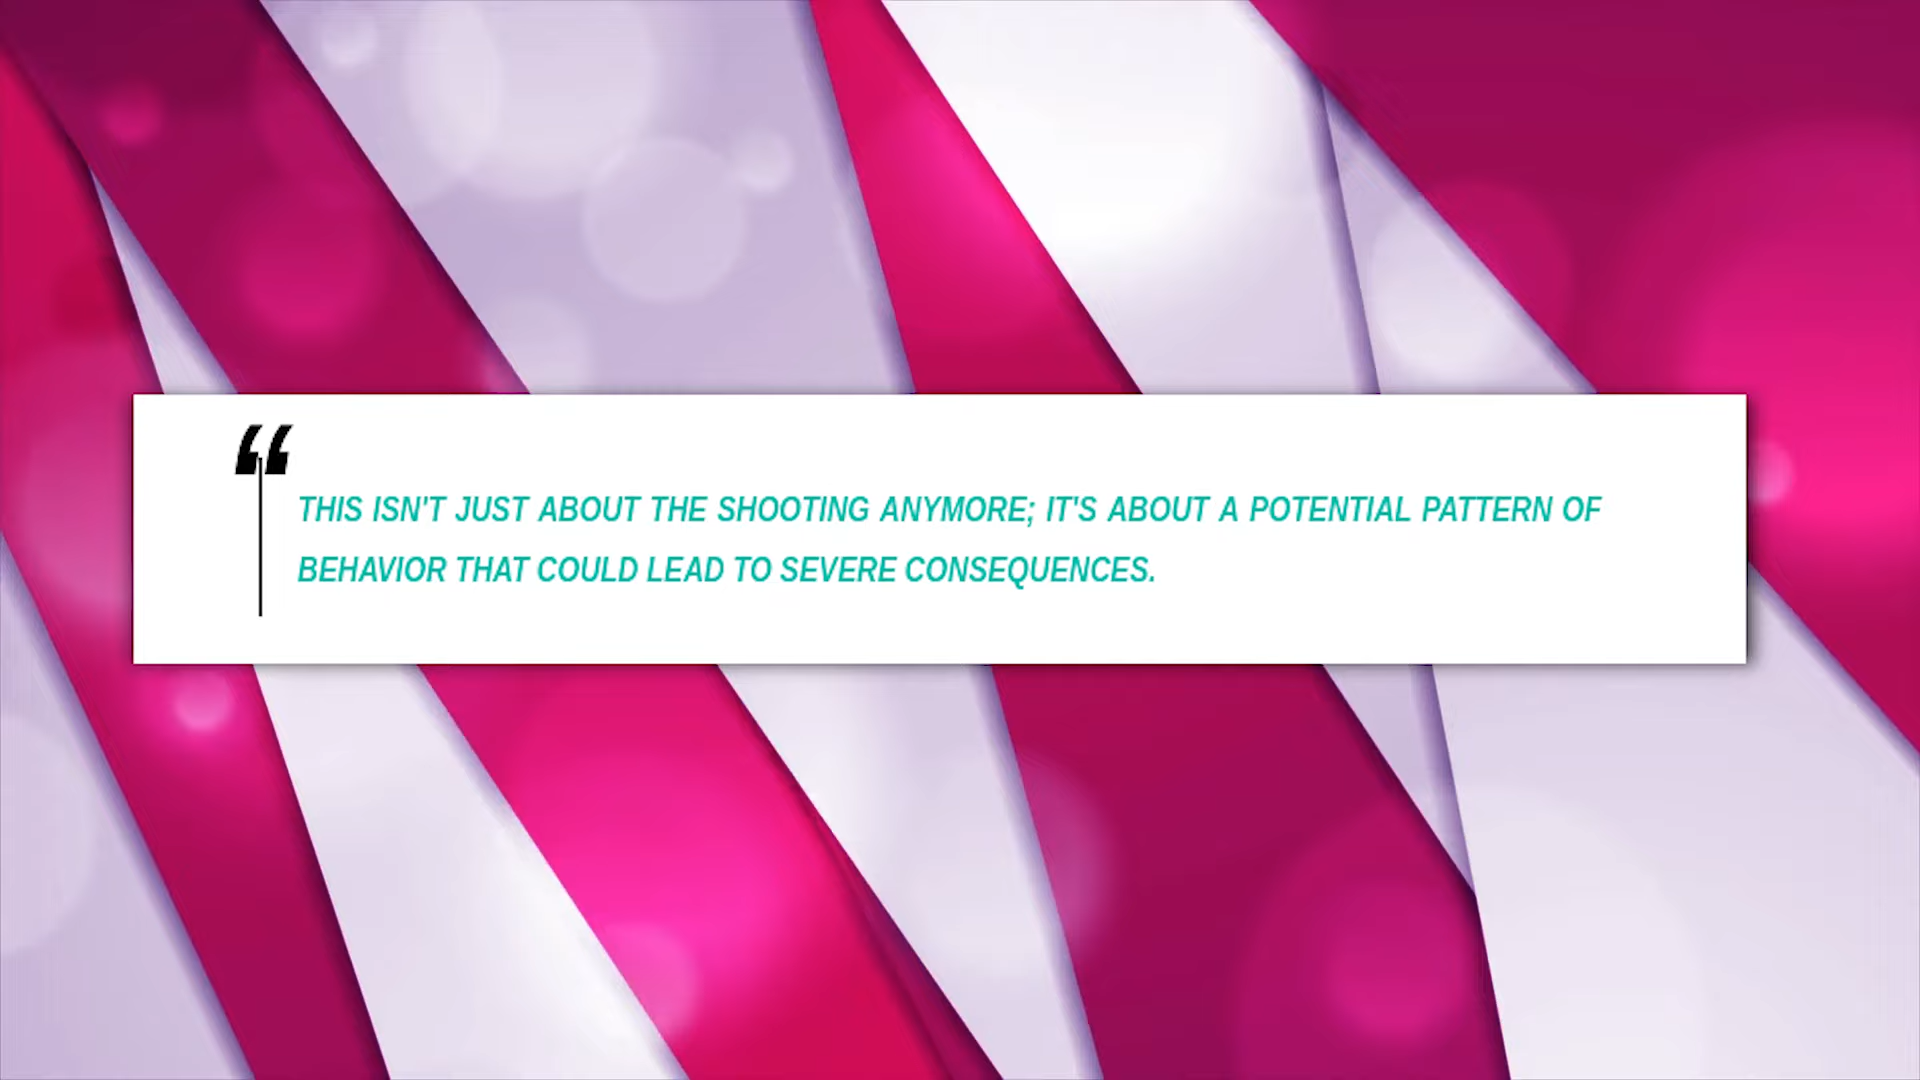 “
THIS ISN'T JUST ABOUT THE SHOOTING ANYMORE; IT'S ABOUT A POTENTIAL PATTERN OF
BEHAVIOR THAT COULD LEAD TO SEVERE CONSEQUENCES.